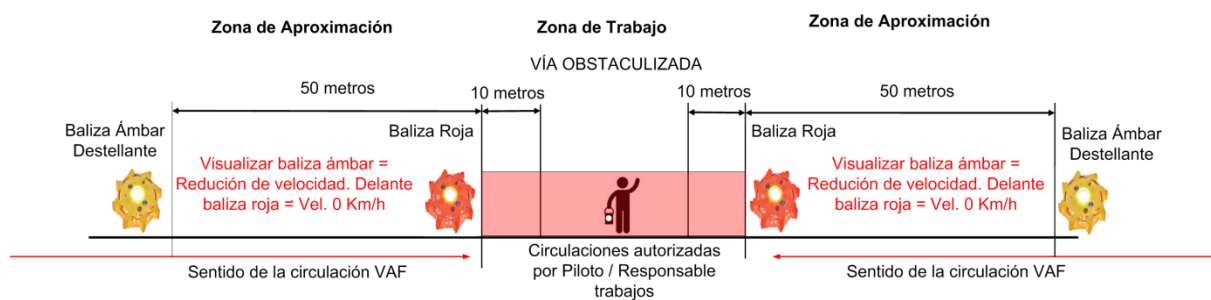 Zona de Aproximación
Zona de Trabajo
Zona de Aproximación
VÍA OBSTACULIZADA
50 metros
10 metros
10 metros
50 metros
Baliza Ámbar
Destellante
Baliza Roja
Baliza Roja
Baliza Ámbar
Destellante
Visualizar baliza ámbar =
Redución de velocidad. Delante
baliza roja = Vel. 0 Km/h
Visualizar baliza ámbar =
Redución de velocidad. Delante
baliza roja = Vel. 0 Km/h
Sentido de la circulación VAF
Circulaciones autorizadas
por Piloto / Responsable
trabajos
Sentido de la circulación VAF